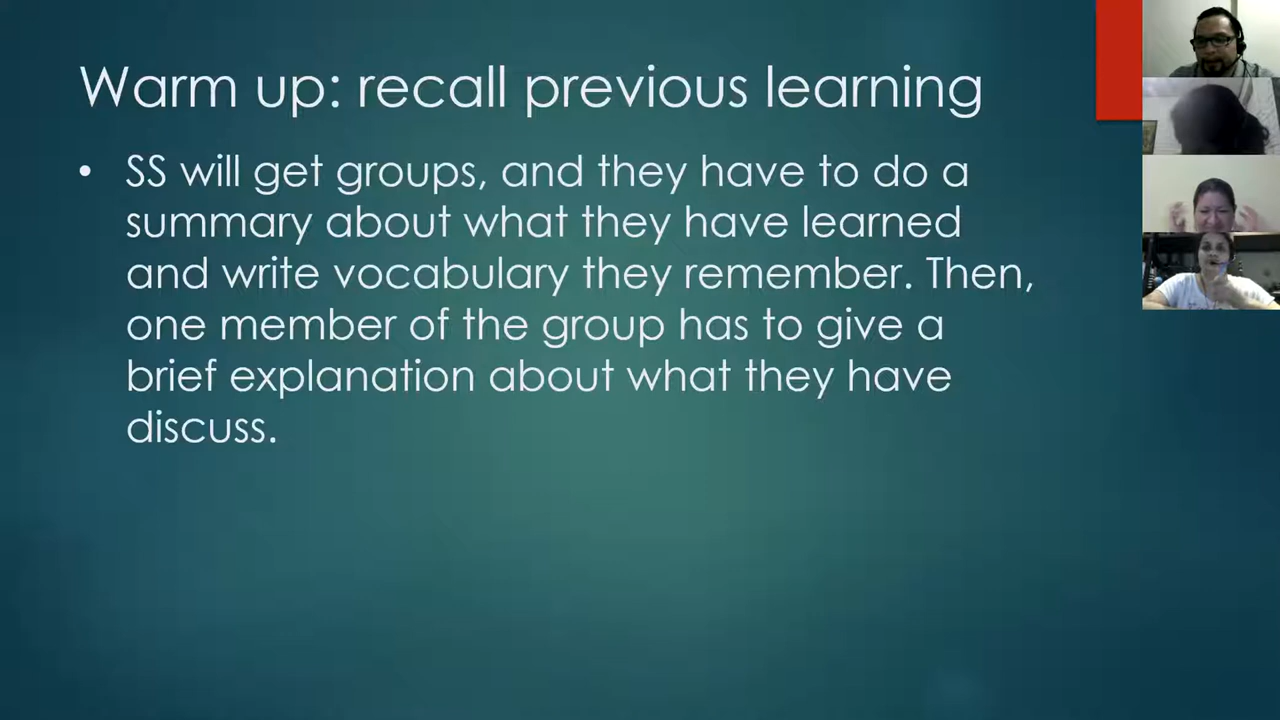 Warm up: recall previous learning
• SS will get groups, and they have to do a
summary about what they have learned
and write vocabulary they remember. Then,
one member of the group has to give a
brief explanation about what they have
discuss.